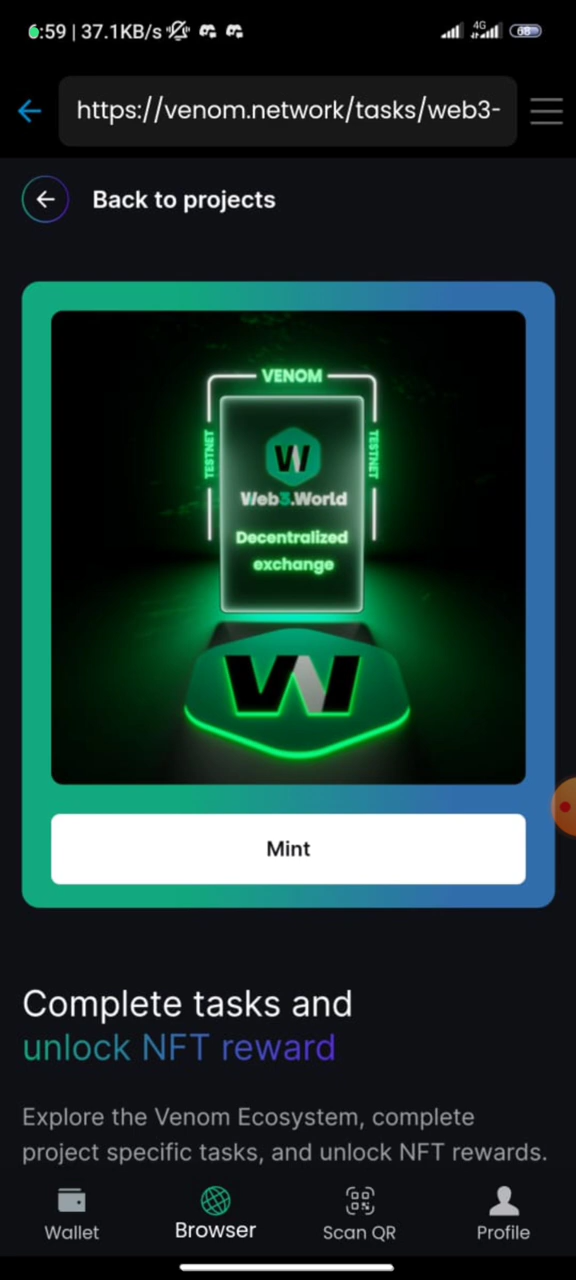 6:59 | 37.1KB/s
4G
68
https://venom.network/tasks/web3-
Back to projects
VENOM
TESTNET
TESTNET
Web3.World
Decentralized
exchange
Mint
Complete tasks and
unlock NFT reward
Explore the Venom Ecosystem, complete
project specific tasks, and unlock NFT rewards.
Wallet
Browser
Scan QR
Profile